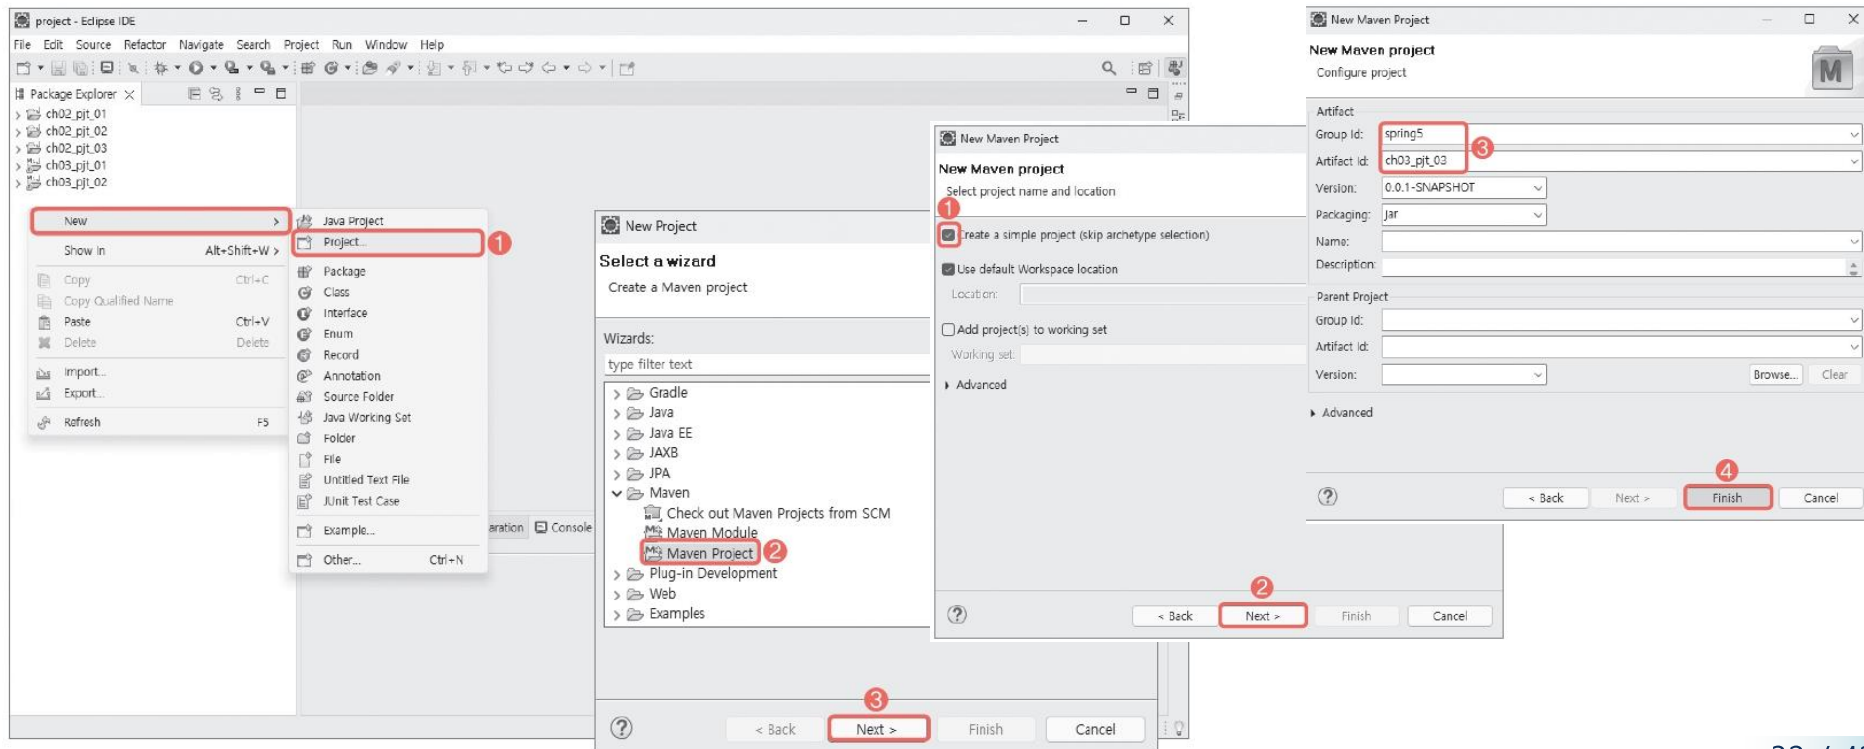 project - Eclipse IDE
File Edit Source Refactor Navigate Search Project Run Window Help
Package Explorer
ch02_pjt_01
ch02_pjt_02
ch02_pjt_03
ch03_pjt_01
ch03_pjt_02
New
Show In Alt+Shift+W >
Copy Ctrl+C
Copy Qualified Name
Paste Ctrl+V
Delete Delete
Import...
Export...
Refresh F5
Java Project
Project... 1
Package
Class
Interface
Enum
Record
Annotation
Source Folder
Java Working Set
Folder
File
Untitled Text File
JUnit Test Case
Example...
Other... Ctrl+N
aration Console
New Project
Select a wizard
Create a Maven project
Wizards:
type filter text
Gradle
Java
Java EE
JAXB
JPA
Maven
Check out Maven Projects from SCM
Maven Module
Maven Project 2
Plug-in Development
Web
Examples
3
< Back Next > Finish Cancel
New Maven Project
New Maven project
Select project name and location
1
Create a simple project (skip archetype selection)
Use default Workspace location
Location:
Add project(s) to working set
Working set:
Advanced
2
< Back Next > Finish Cancel
New Maven Project
New Maven project
Configure project
M
Artifact
Group Id: spring5
3
Artifact Id: ch03_pjt_03
Version: 0.0.1-SNAPSHOT
Packaging: jar
Name:
Description:
Parent Project
Group Id:
Artifact Id:
Version: Browse... Clear
Advanced
4
< Back Next > Finish Cancel